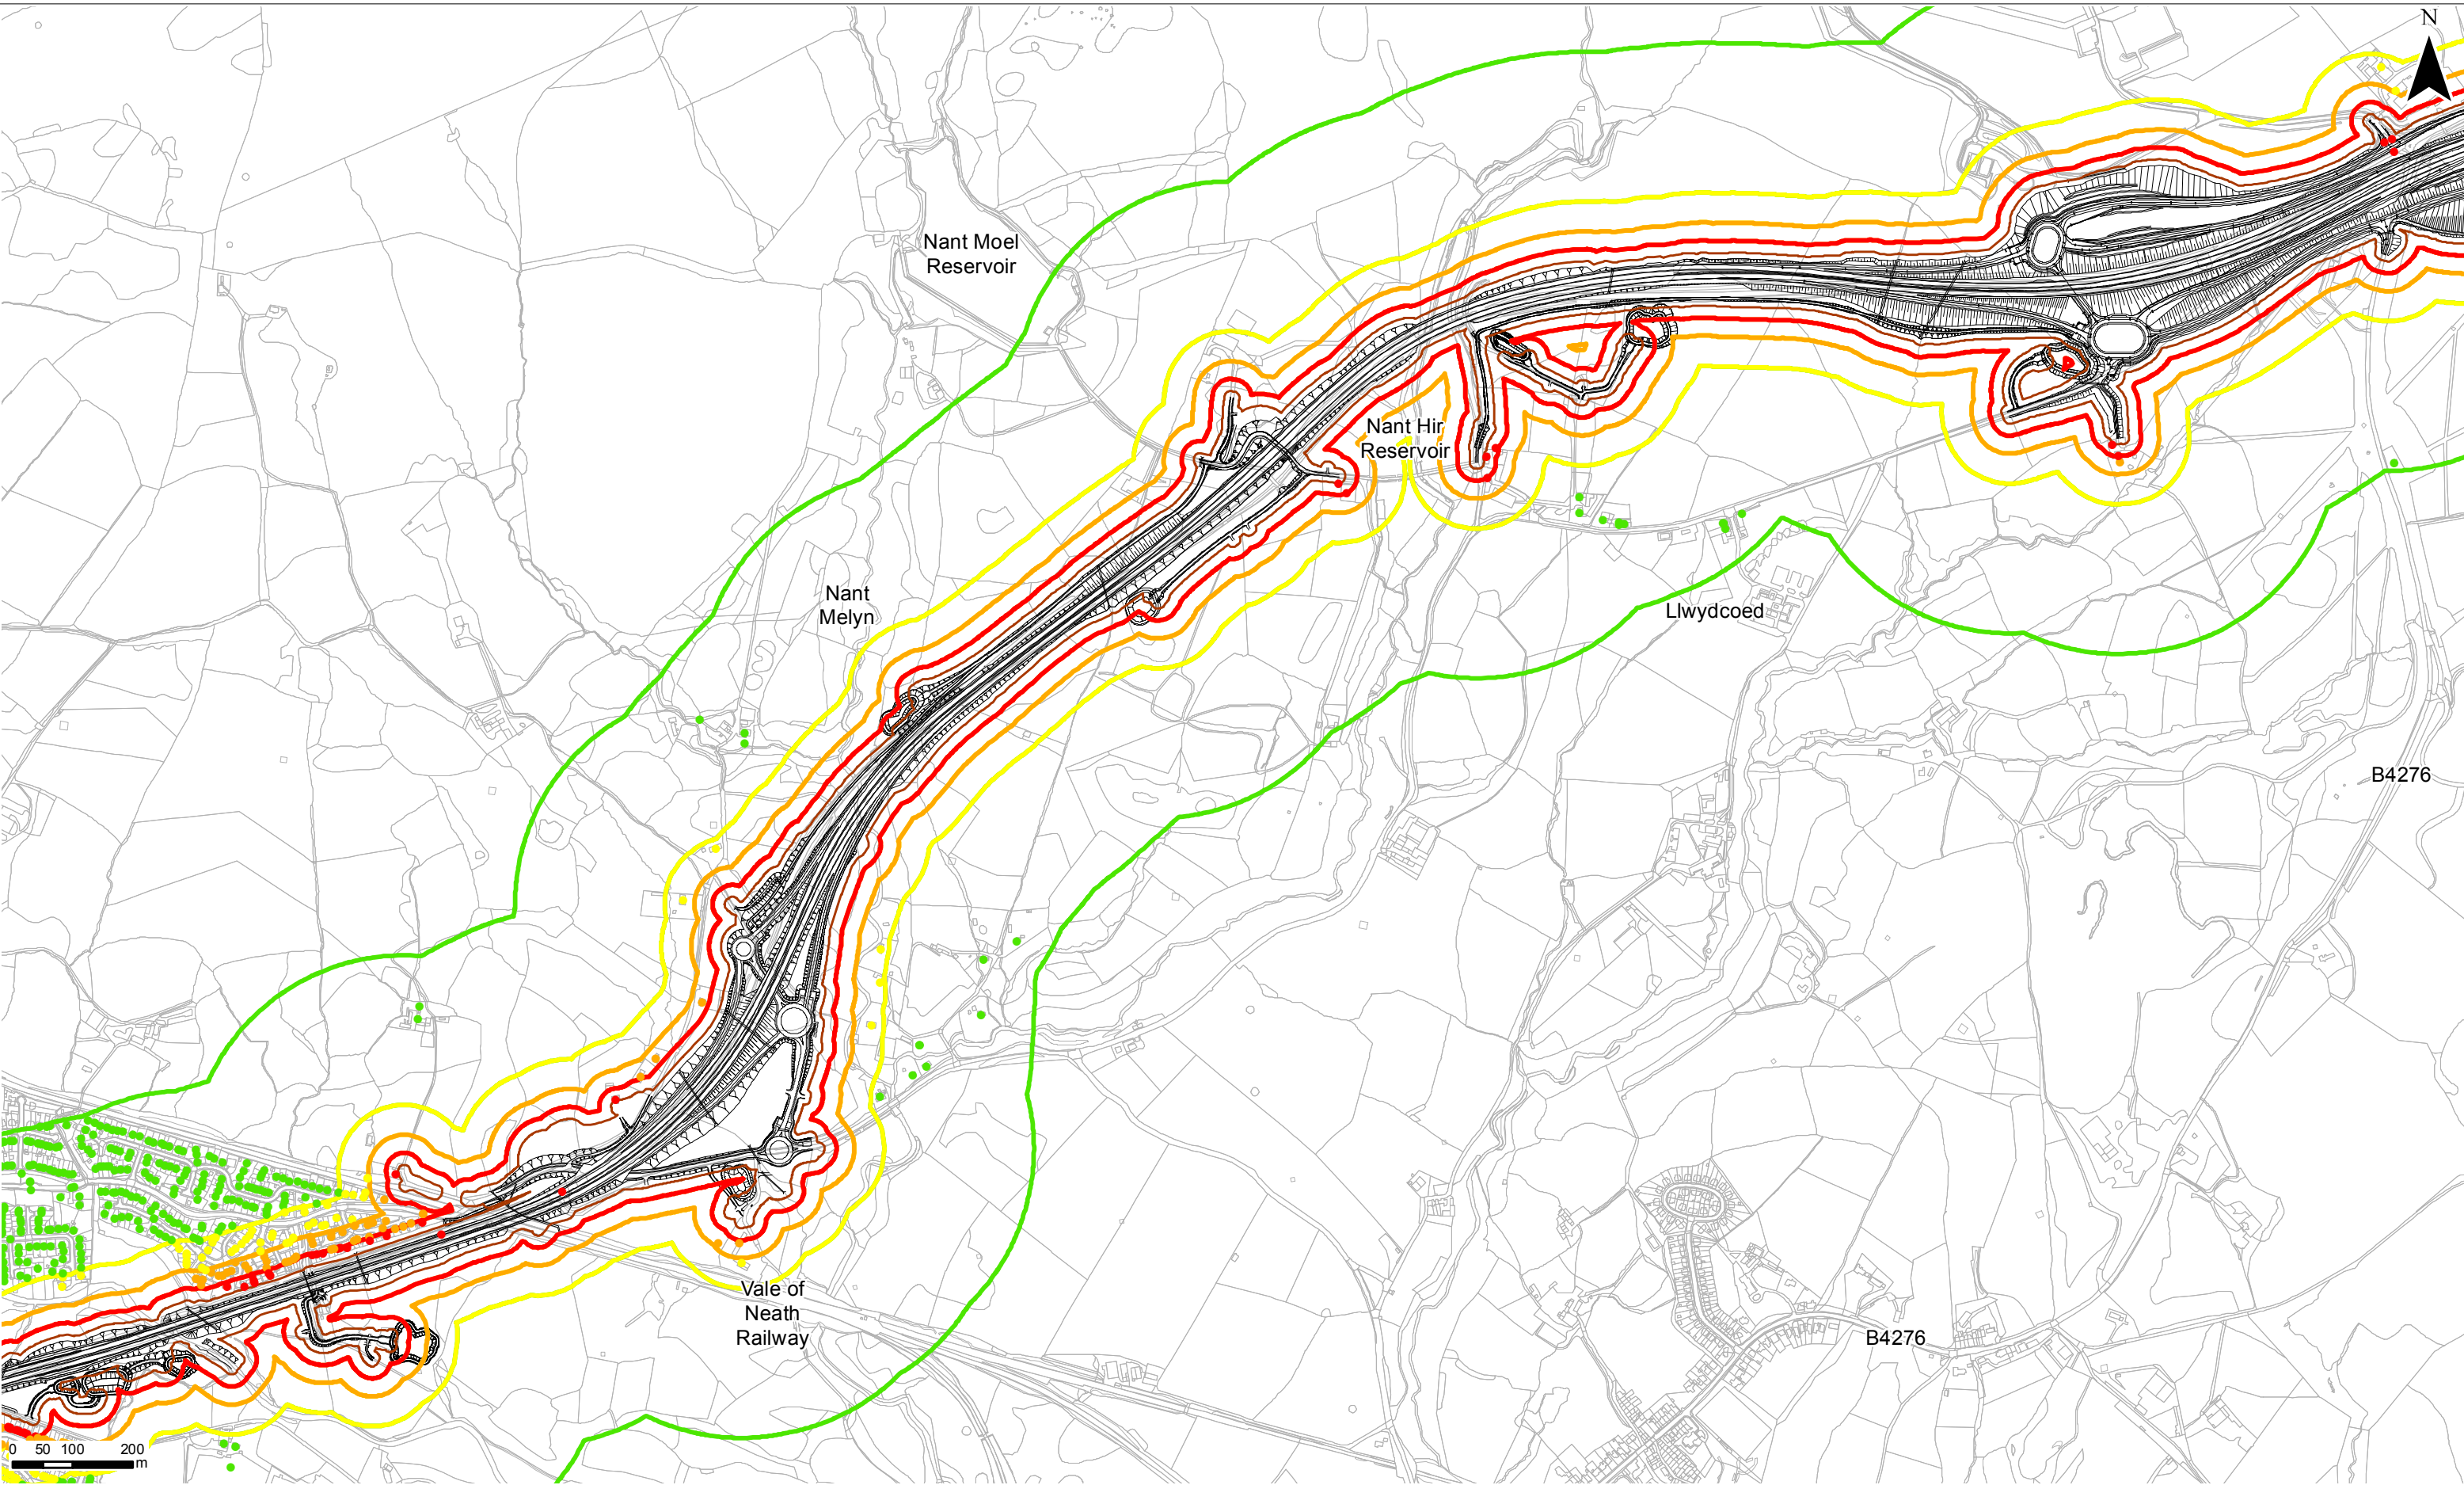 N
Nant Moel
Reservoir
Nant Hir
Reservoir
Nant
Melyn
Llwydcoed
B4276
Vale of
Neath
Railway
B4276
0 50 100 200
m